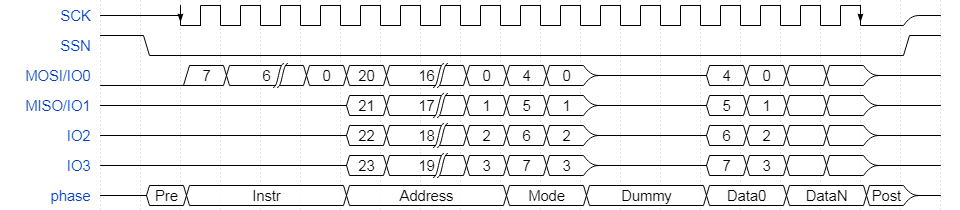 SCK
SSN
MOSI/IO0 7 6 0 20 16 0 4 0 4 0
MISO/IO1 21 17 1 5 1 5 1
IO2 22 18 2 6 2 6 2
IO3 23 19 3 7 3 7 3
phase Pre Instr Address Mode Dummy Data0 DataN Post